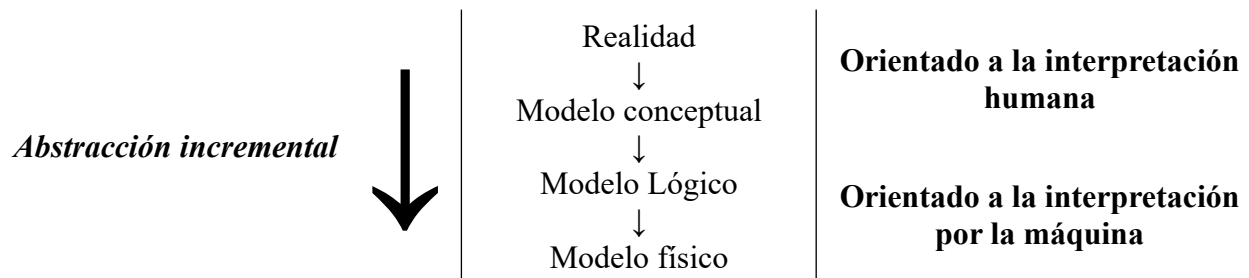 Abstracción incremental
Realidad
↓
Modelo conceptual
↓
Modelo Lógico
↓
Modelo físico
Orientado a la interpretación
humana
Orientado a la interpretación
por la máquina